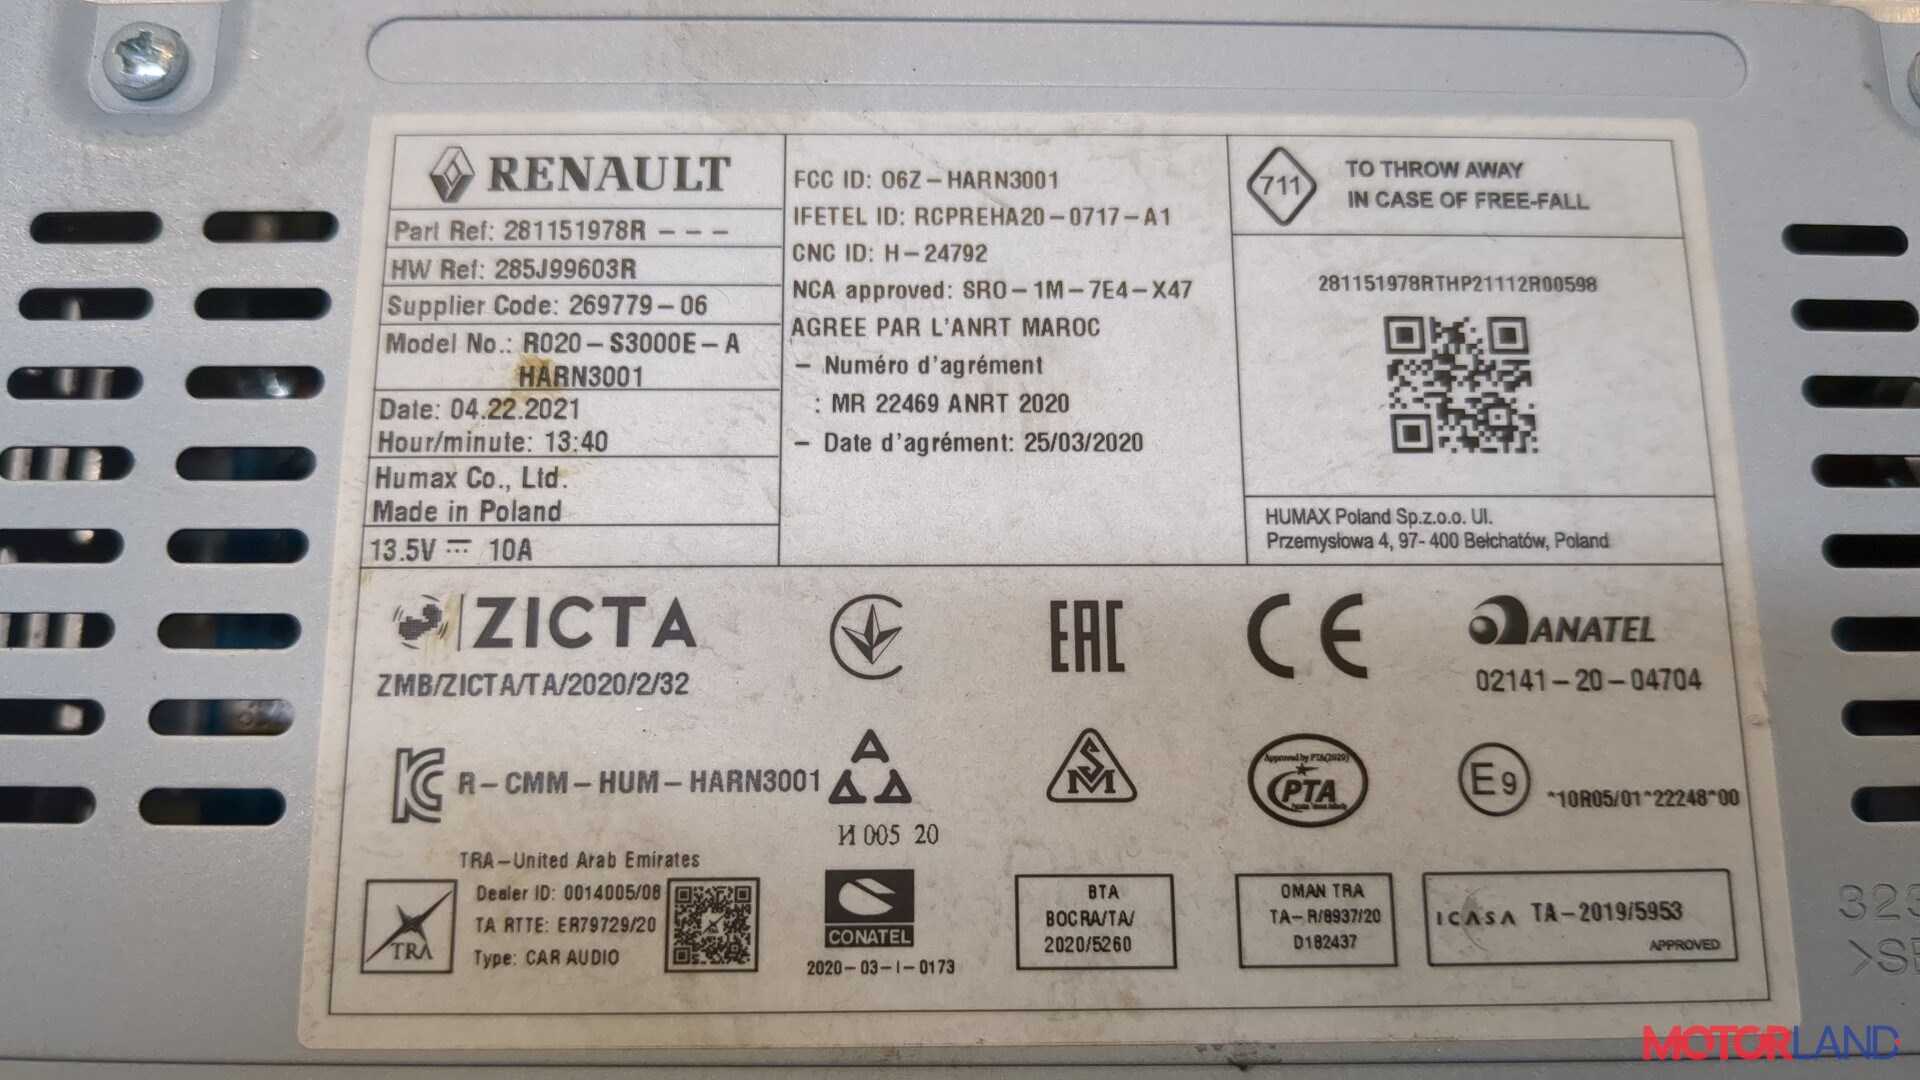 RENAULT
Part Ref: 281151978R - - -
HW Ref: 285J99603R
Supplier Code: 269779-06
Model No.: R020-S3000E-A
HARN3001
Date: 04.22.2021
Hour/minute: 13:40
Humax Co., Ltd.
Made in Poland
13.5V ⎓ 10A
FCC ID: O6Z-HARN3001
IFETEL ID: RCPREHA20-0717-A1
CNC ID: H-24792
NCA approved: SRO-1M-7E4-X47
AGREE PAR L'ANRT MAROC
- Numéro d'agrément
: MR 22469 ANRT 2020
- Date d'agrément: 25/03/2020
711
TO THROW AWAY
IN CASE OF FREE-FALL
281151978RTHP21112R00598
HUMAX Poland Sp.z.o.o. Ul.
Przemysłowa 4, 97-400 Bełchatów, Poland
ZICTA
ZMB/ZICTA/TA/2020/2/32
EAC
CE
ANATEL
02141-20-04704
KC R-CMM-HUM-HARN3001
И 005 20
SM
Approved by PTA(2020)
PTA
E9 *10R05/01*22248*00
TRA-United Arab Emirates
TRA
Dealer ID: 0014005/08
TA RTTE: ER79729/20
Type: CAR AUDIO
CONATEL
2020-03-I-0173
BTA
BOCRA/TA/
2020/5260
OMAN TRA
TA-R/8937/20
D182437
ICASA TA-2019/5953
APPROVED
323
>S
MOTORLAND